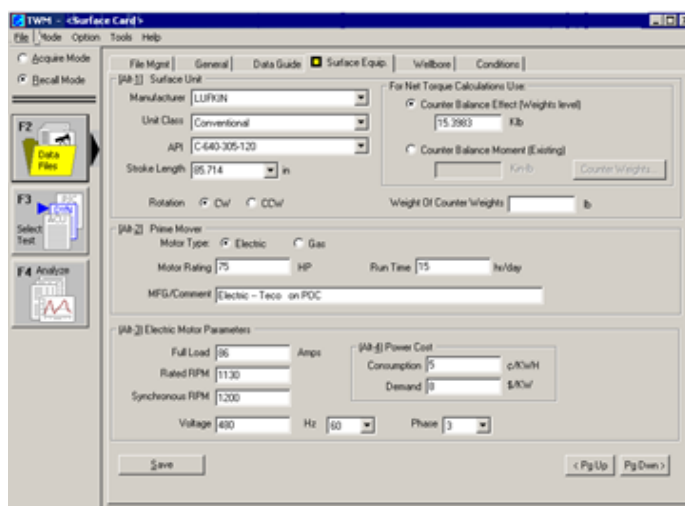 TWM - <Surface Card>
File Mode Option Tools Help
Acquire Mode
Recall Mode
F2
Data Files
F3
Select Test
F4 Analyze
File Mgmt General Data Guide Surface Equip. Wellbore Conditions
[Alt-1] Surface Unit
Manufacturer LUFKIN
Unit Class Conventional
API C-640-305-120
Stroke Length 85.714 in
Rotation CW CCW
For Net Torque Calculations Use:
Counter Balance Effect (Weights level)
15.3983 Klb
Counter Balance Moment (Existing)
Kin-lb Counter Weights...
Weight Of Counter Weights lb
[Alt-2] Prime Mover
Motor Type: Electric Gas
Motor Rating 75 HP Run Time 15 hr/day
MFG/Comment Electric - Teco on POC
[Alt-3] Electric Motor Parameters
Full Load 86 Amps
Rated RPM 1130
Synchronous RPM 1200
Voltage 480 Hz 60 Phase 3
[Alt-4] Power Cost
Consumption 5 ¢/KWH
Demand 8 $/KW
Save < Pg Up Pg Dwn >